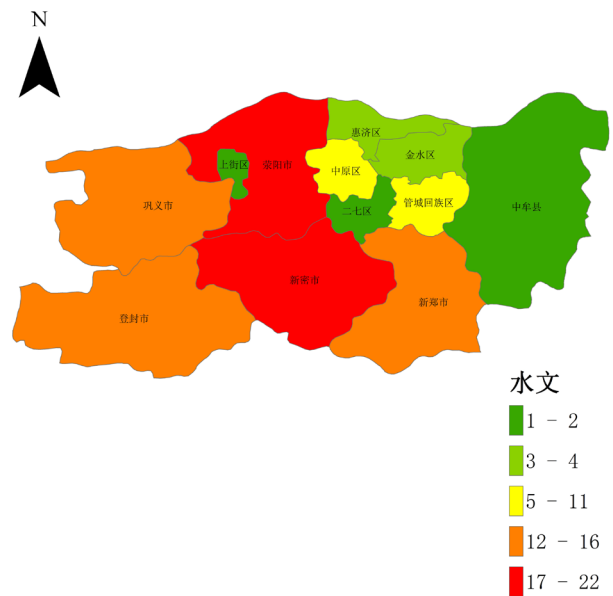 N
惠济区
金水区
上街区
荥阳市
中原区
巩义市
二七区
管城回族区
中牟县
新密市
新郑市
登封市
水文
1 - 2
3 - 4
5 - 11
12 - 16
17 - 22